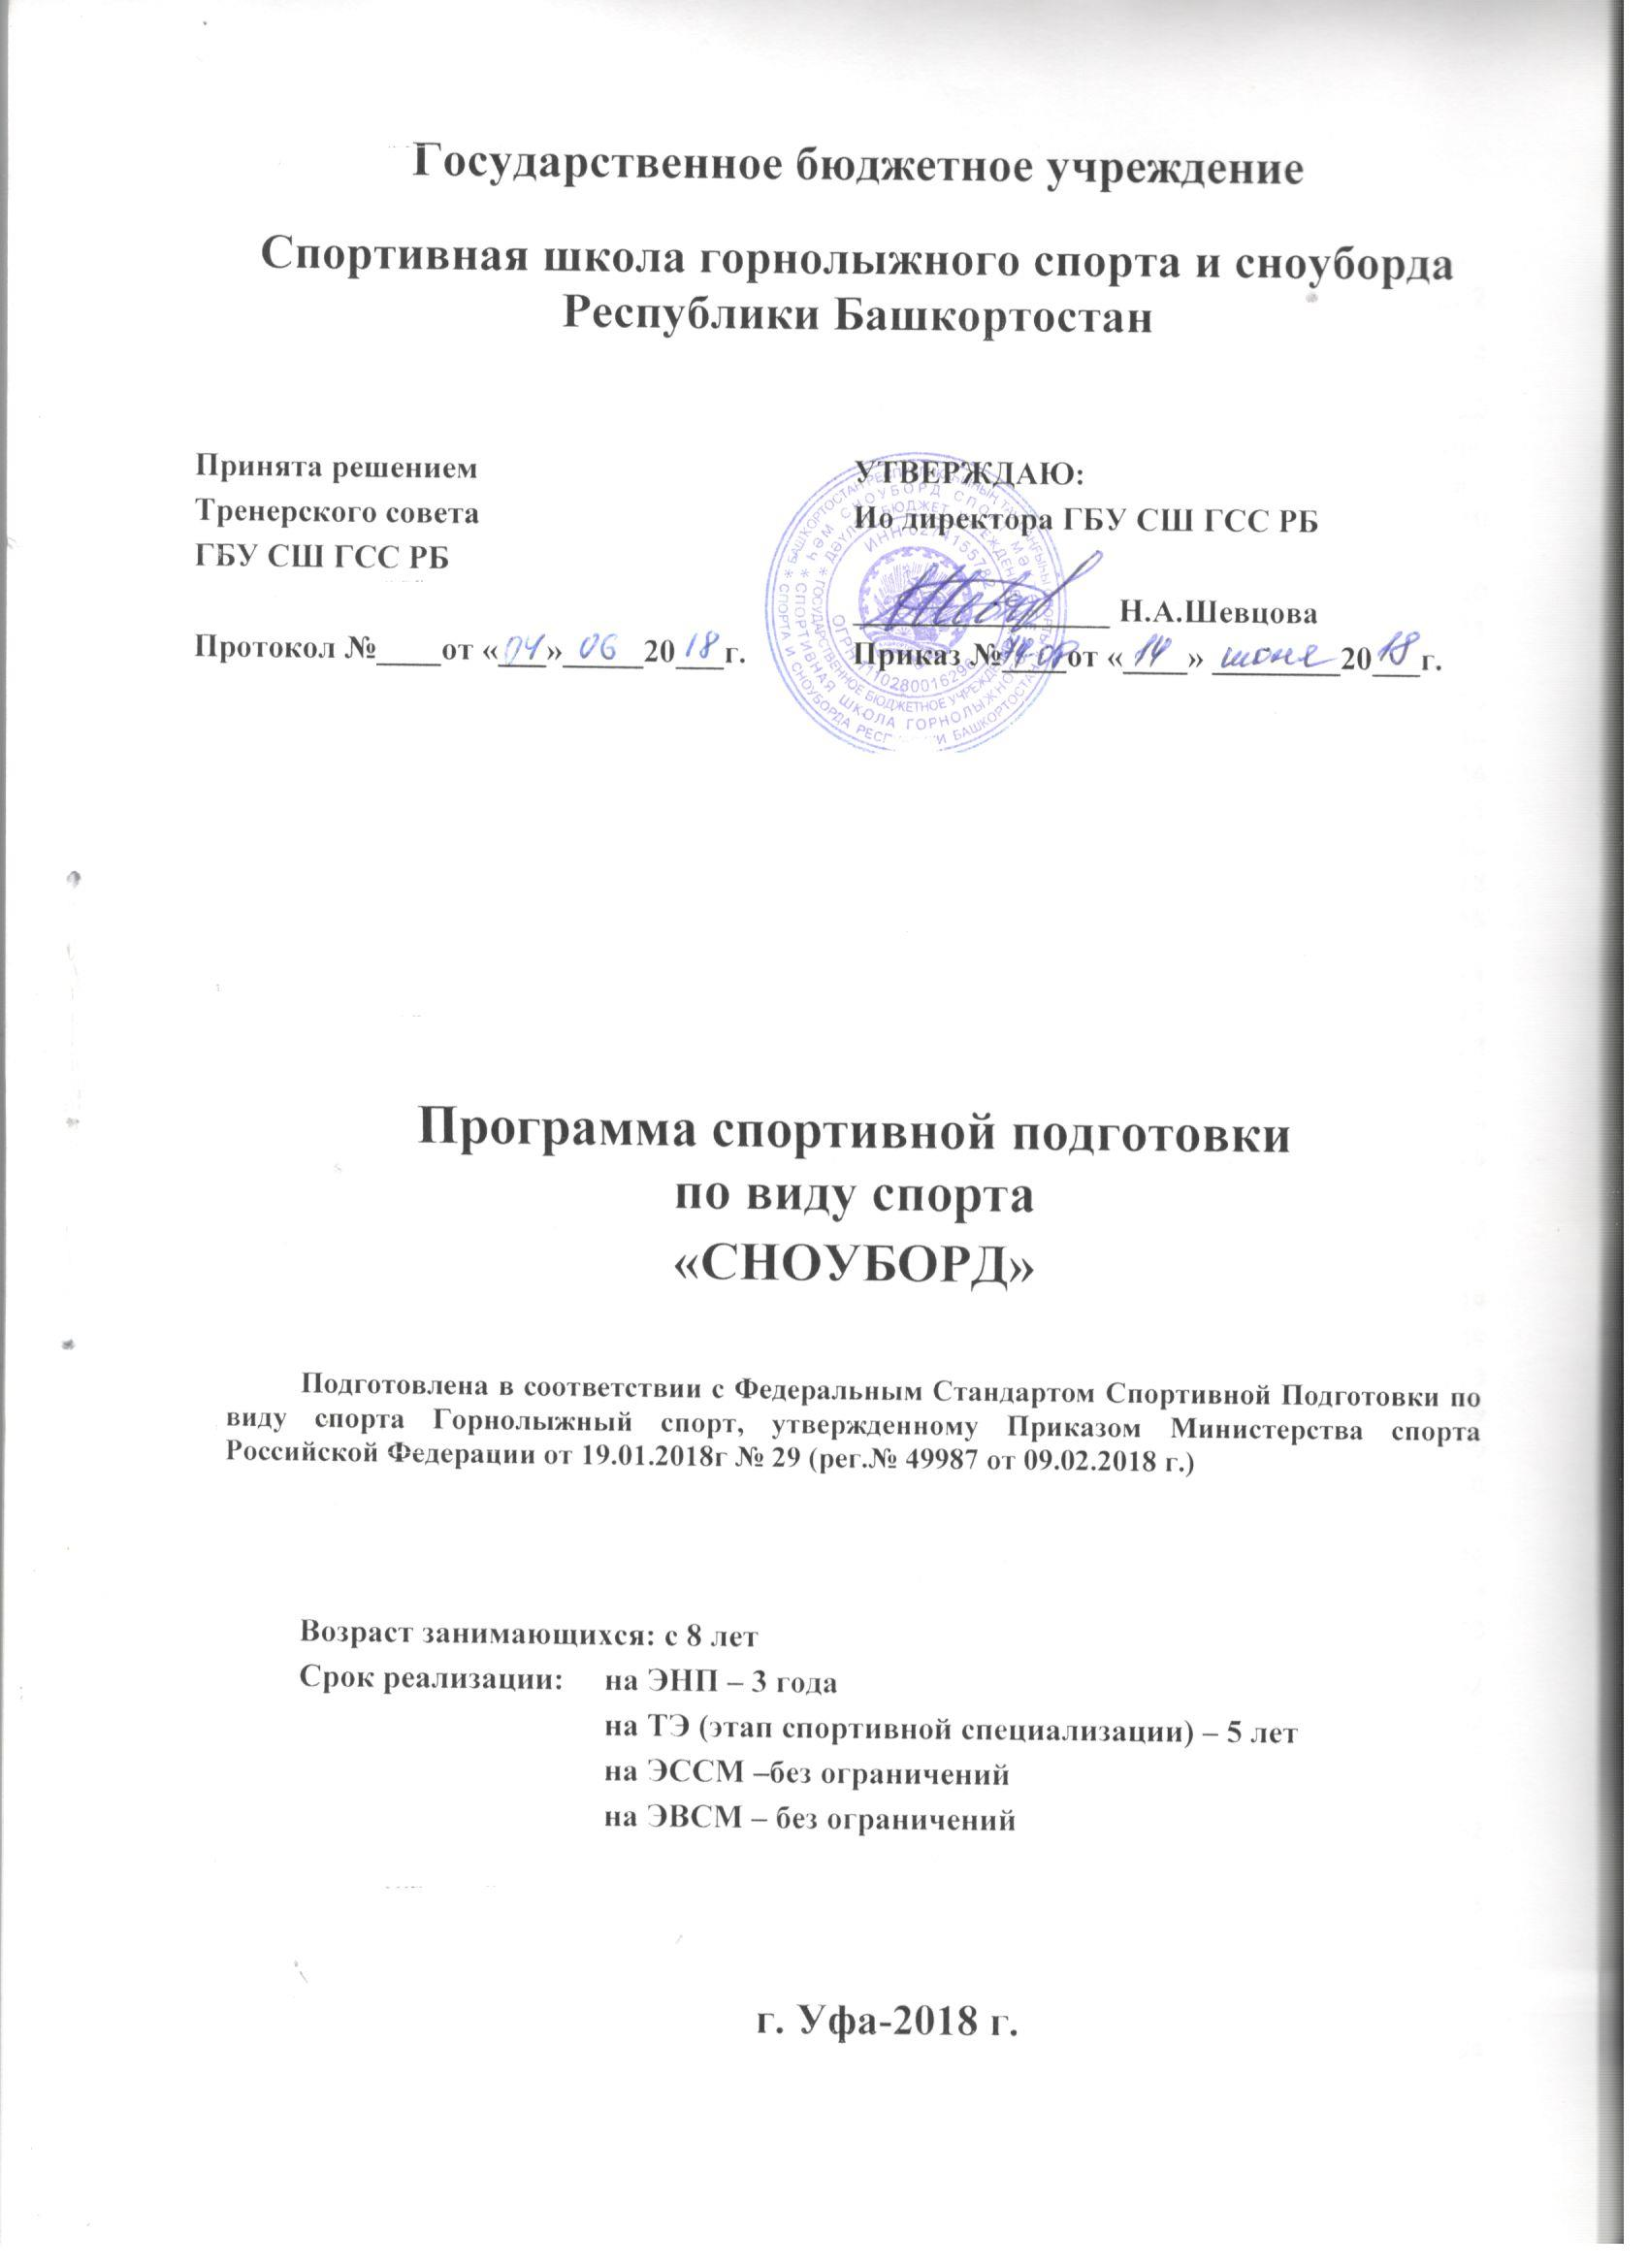 Государственное бюджетное учреждение
Спортивная школа горнолыжного спорта и сноуборда
Республики Башкортостан
Принята решением
Тренерского совета
ГБУ СШ ГСС РБ
Протокол №____от «04»_06_2018г.
УТВЕРЖДАЮ:
Ио директора ГБУ СШ ГСС РБ
Н.А.Шевцова
Приказ № от «14» июня 2018г.
Программа спортивной подготовки
по виду спорта
«СНОУБОРД»
Подготовлена в соответствии с Федеральным Стандартом Спортивной Подготовки по
виду спорта Горнолыжный спорт, утвержденному Приказом Министерства спорта
Российской Федерации от 19.01.2018г № 29 (рег.№ 49987 от 09.02.2018 г.)
Возраст занимающихся: с 8 лет
Срок реализации: на ЭНП – 3 года
на ТЭ (этап спортивной специализации) – 5 лет
на ЭССМ –без ограничений
на ЭВСМ – без ограничений
г. Уфа-2018 г.